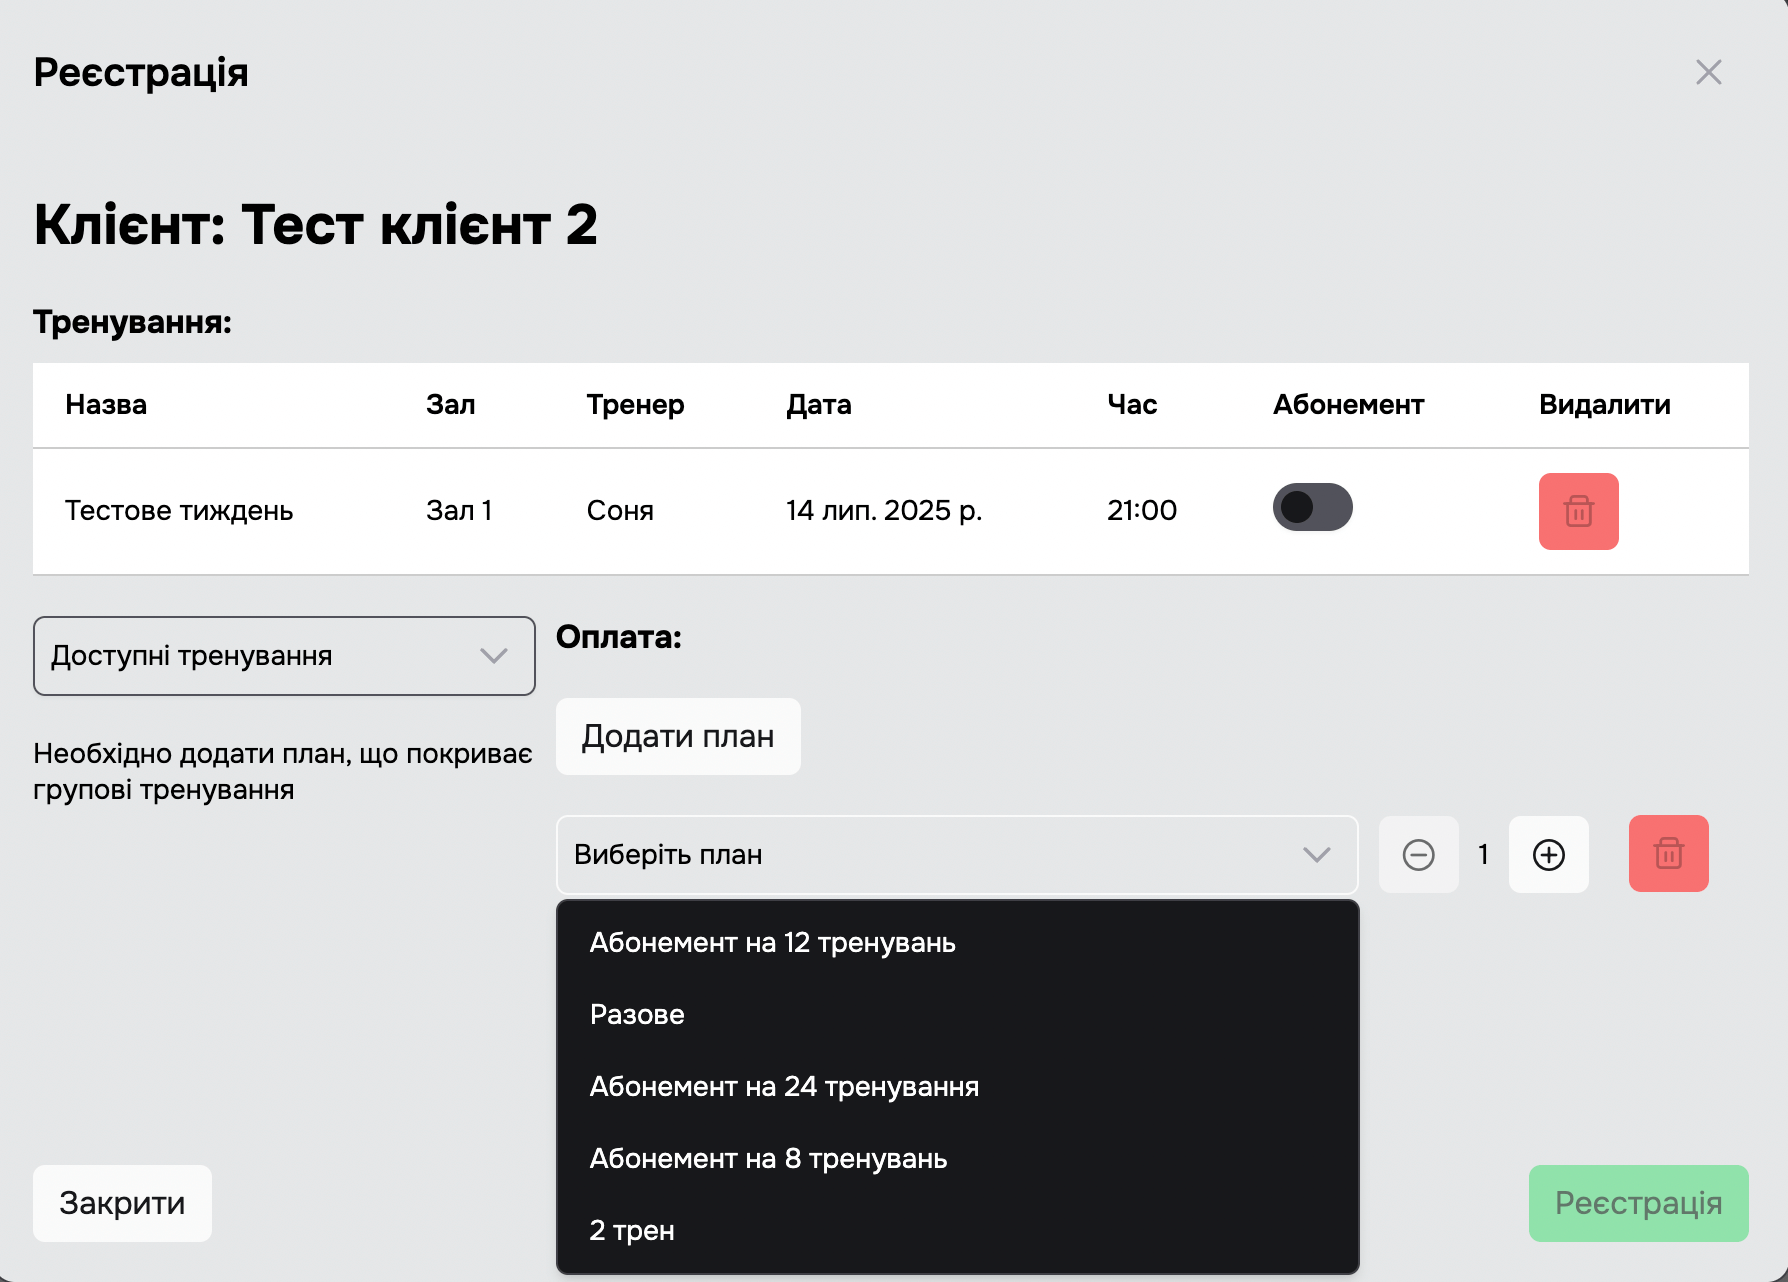 Реєстрація
Клієнт: Тест клієнт 2
Тренування:
Назва Зал Тренер Дата Час Абонемент Видалити
Тестове тиждень Зал 1 Соня 14 лип. 2025 р. 21:00
Доступні тренування
Необхідно додати план, що покриває
групові тренування
Оплата:
Додати план
Виберіть план 1
Абонемент на 12 тренувань
Разове
Абонемент на 24 тренування
Абонемент на 8 тренувань
2 трен
Закрити
Реєстрація